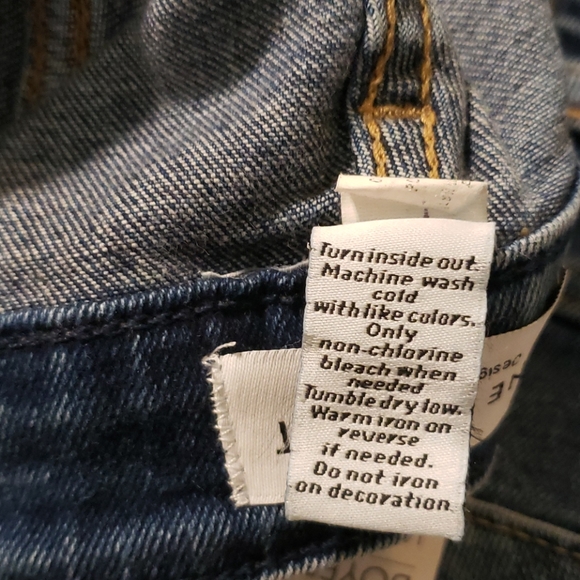 Turn inside out.
Machine wash
cold
with like colors.
Only
non-chlorine
bleach when
needed
Tumble dry low.
Warm iron on
reverse
if needed.
Do not iron
on decoration.